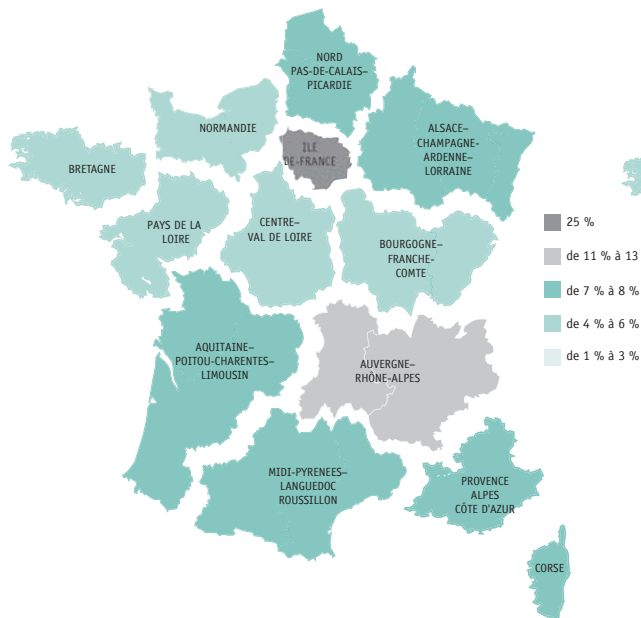 NORD
PAS-DE-CALAIS–
PICARDIE
NORMANDIE
ÎLE
DE-FRANCE
ALSACE–
CHAMPAGNE-
ARDENNE–
LORRAINE
BRETAGNE
PAYS DE LA
LOIRE
CENTRE–
VAL DE LOIRE
BOURGOGNE–
FRANCHE-
COMTE
25 %
de 11 % à 13
de 7 % à 8 %
de 4 % à 6 %
de 1 % à 3 %
AQUITAINE–
POITOU-CHARENTES–
LIMOUSIN
AUVERGNE–
RHÔNE-ALPES
MIDI-PYRENEES–
LANGUEDOC
ROUSSILLON
PROVENCE
ALPES
CÔTE D'AZUR
CORSE